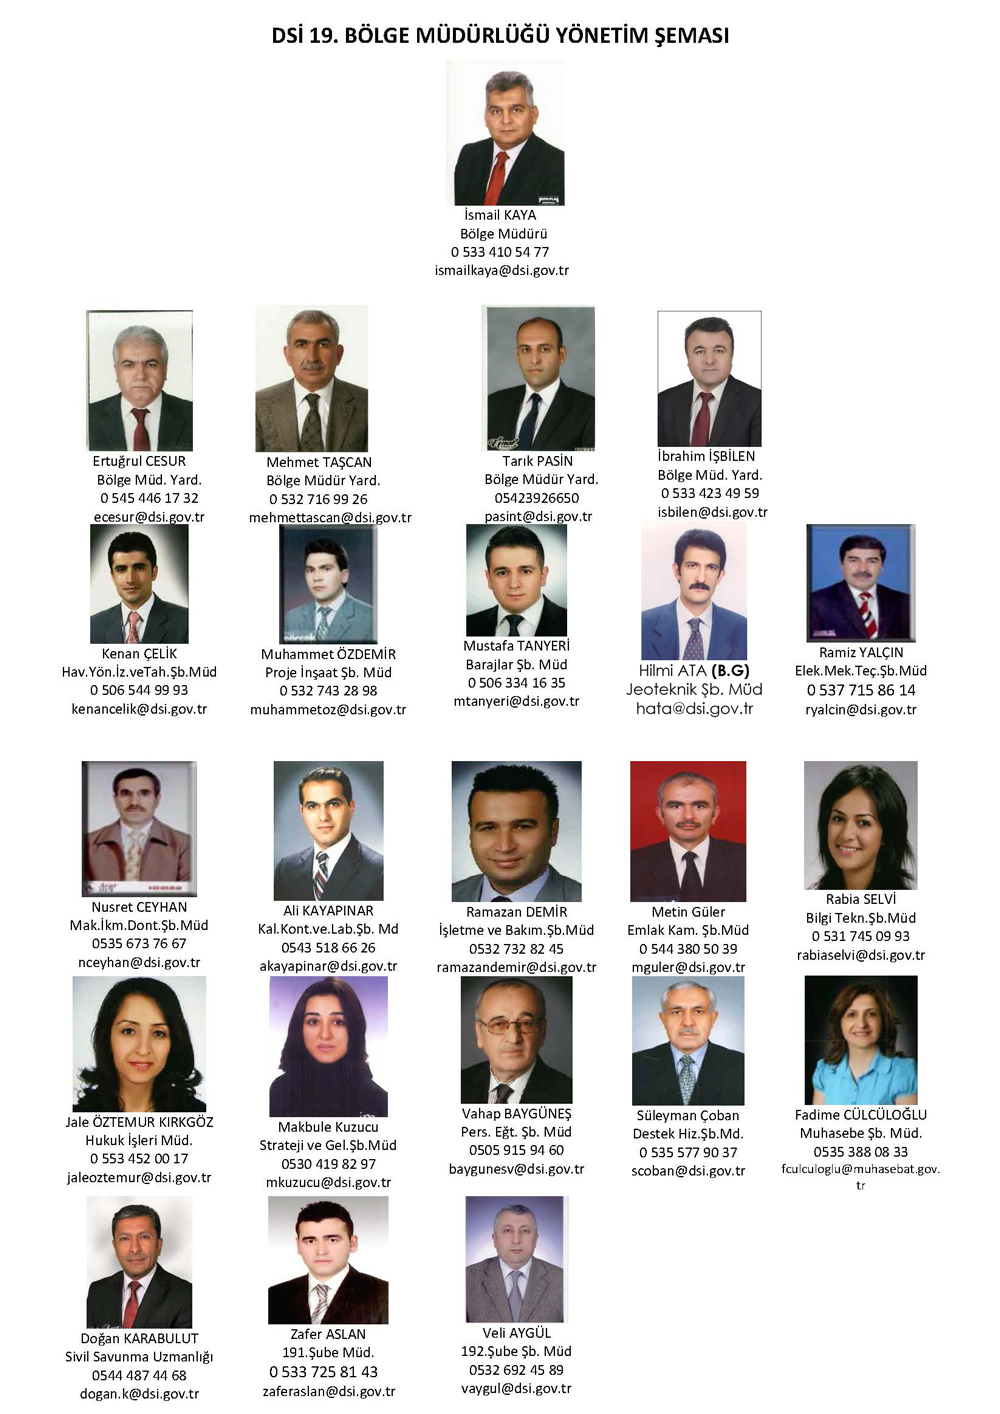 DSİ 19. BÖLGE MÜDÜRLÜĞÜ YÖNETİM ŞEMASI
İsmail KAYA
Bölge Müdürü
0 533 410 54 77
ismailkaya@dsi.gov.tr
Ertuğrul CESUR
Bölge Müd. Yard.
0 545 446 17 32
ecesur@dsi.gov.tr
Mehmet TAŞCAN
Bölge Müdür Yard.
0 532 716 99 26
mehmettascan@dsi.gov.tr
Tarık PASİN
Bölge Müdür Yard.
05423926650
pasint@dsi.gov.tr
İbrahim İŞBİLEN
Bölge Müd. Yard.
0 533 423 49 59
isbilen@dsi.gov.tr
Kenan ÇELİK
Hav.Yön.İz.veTah.Şb.Müd
0 506 544 99 93
kenancelik@dsi.gov.tr
Muhammet ÖZDEMİR
Proje İnşaat Şb. Müd
0 532 743 28 98
muhammetoz@dsi.gov.tr
Mustafa TANYERİ
Barajlar Şb. Müd
0 506 334 16 35
mtanyeri@dsi.gov.tr
Hilmi ATA (B.G)
Jeoteknik Şb. Müd
hata@dsi.gov.tr
Ramiz YALÇIN
Elek.Mek.Teç.Şb.Müd
0 537 715 86 14
ryalcin@dsi.gov.tr
Nusret CEYHAN
Mak.İkm.Dont.Şb.Müd
0535 673 76 67
nceyhan@dsi.gov.tr
Ali KAYAPINAR
Kal.Kont.ve.Lab.Şb. Md
0543 518 66 26
akayapinar@dsi.gov.tr
Ramazan DEMİR
İşletme ve Bakım.Şb.Müd
0532 732 82 45
ramazandemir@dsi.gov.tr
Metin Güler
Emlak Kam. Şb.Müd
0 544 380 50 39
mguler@dsi.gov.tr
Rabia SELVİ
Bilgi Tekn.Şb.Müd
0 531 745 09 93
rabiaselvi@dsi.gov.tr
Jale ÖZTEMUR KIRKGÖZ
Hukuk İşleri Müd.
0 553 452 00 17
jaleoztemur@dsi.gov.tr
Makbule Kuzucu
Strateji ve Gel.Şb.Müd
0530 419 82 97
mkuzucu@dsi.gov.tr
Vahap BAYGÜNEŞ
Pers. Eğt. Şb. Müd
0505 915 94 60
baygunesv@dsi.gov.tr
Süleyman Çoban
Destek Hiz.Şb.Md.
0 535 577 90 37
scoban@dsi.gov.tr
Fadime CÜLCÜLOĞLU
Muhasebe Şb. Müd.
0535 388 08 33
fculculoglu@muhasebat.gov.
tr
Doğan KARABULUT
Sivil Savunma Uzmanlığı
0544 487 44 68
dogan.k@dsi.gov.tr
Zafer ASLAN
191.Şube Müd.
0 533 725 81 43
zaferaslan@dsi.gov.tr
Veli AYGÜL
192.Şube Şb. Müd
0532 692 45 89
vaygul@dsi.gov.tr